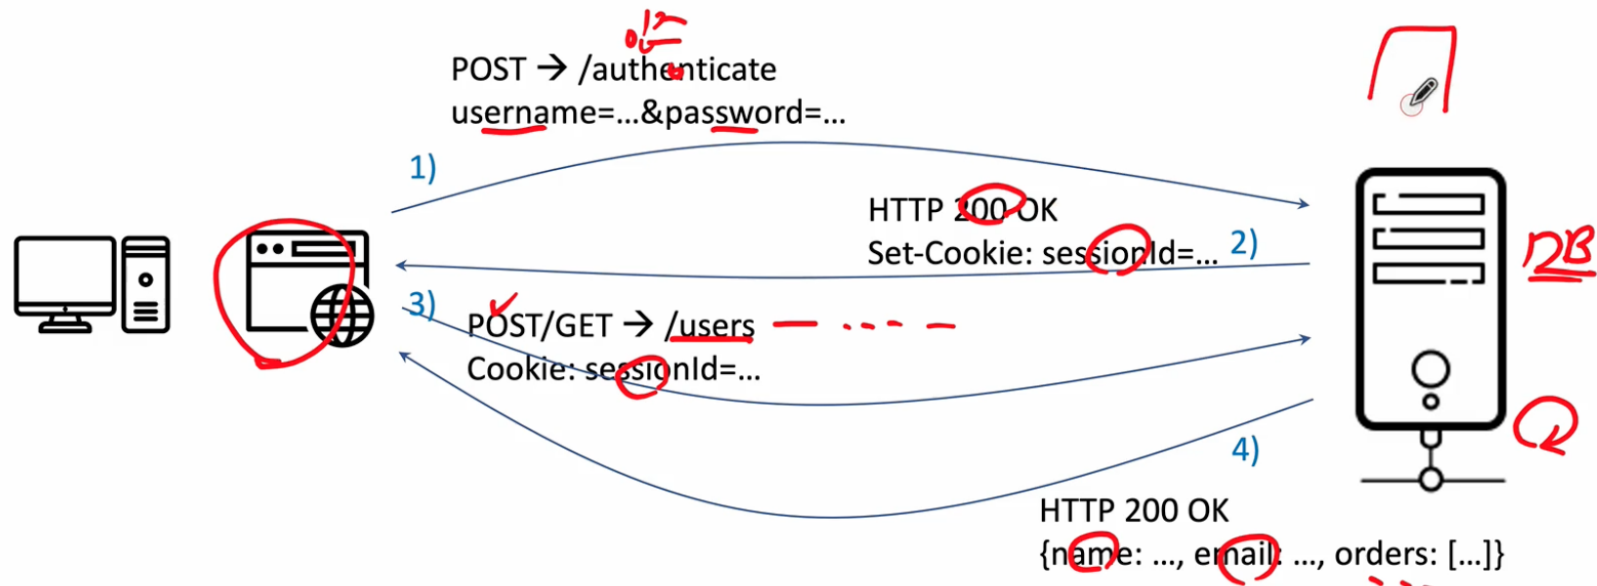 POST → /authenticate
username=...&password=...
1)
HTTP 200 OK
Set-Cookie: sessionId=...
2)
DB
3)
POST/GET → /users
Cookie: sessionId=...
4)
HTTP 200 OK
{name: ..., email: ..., orders: [...]}